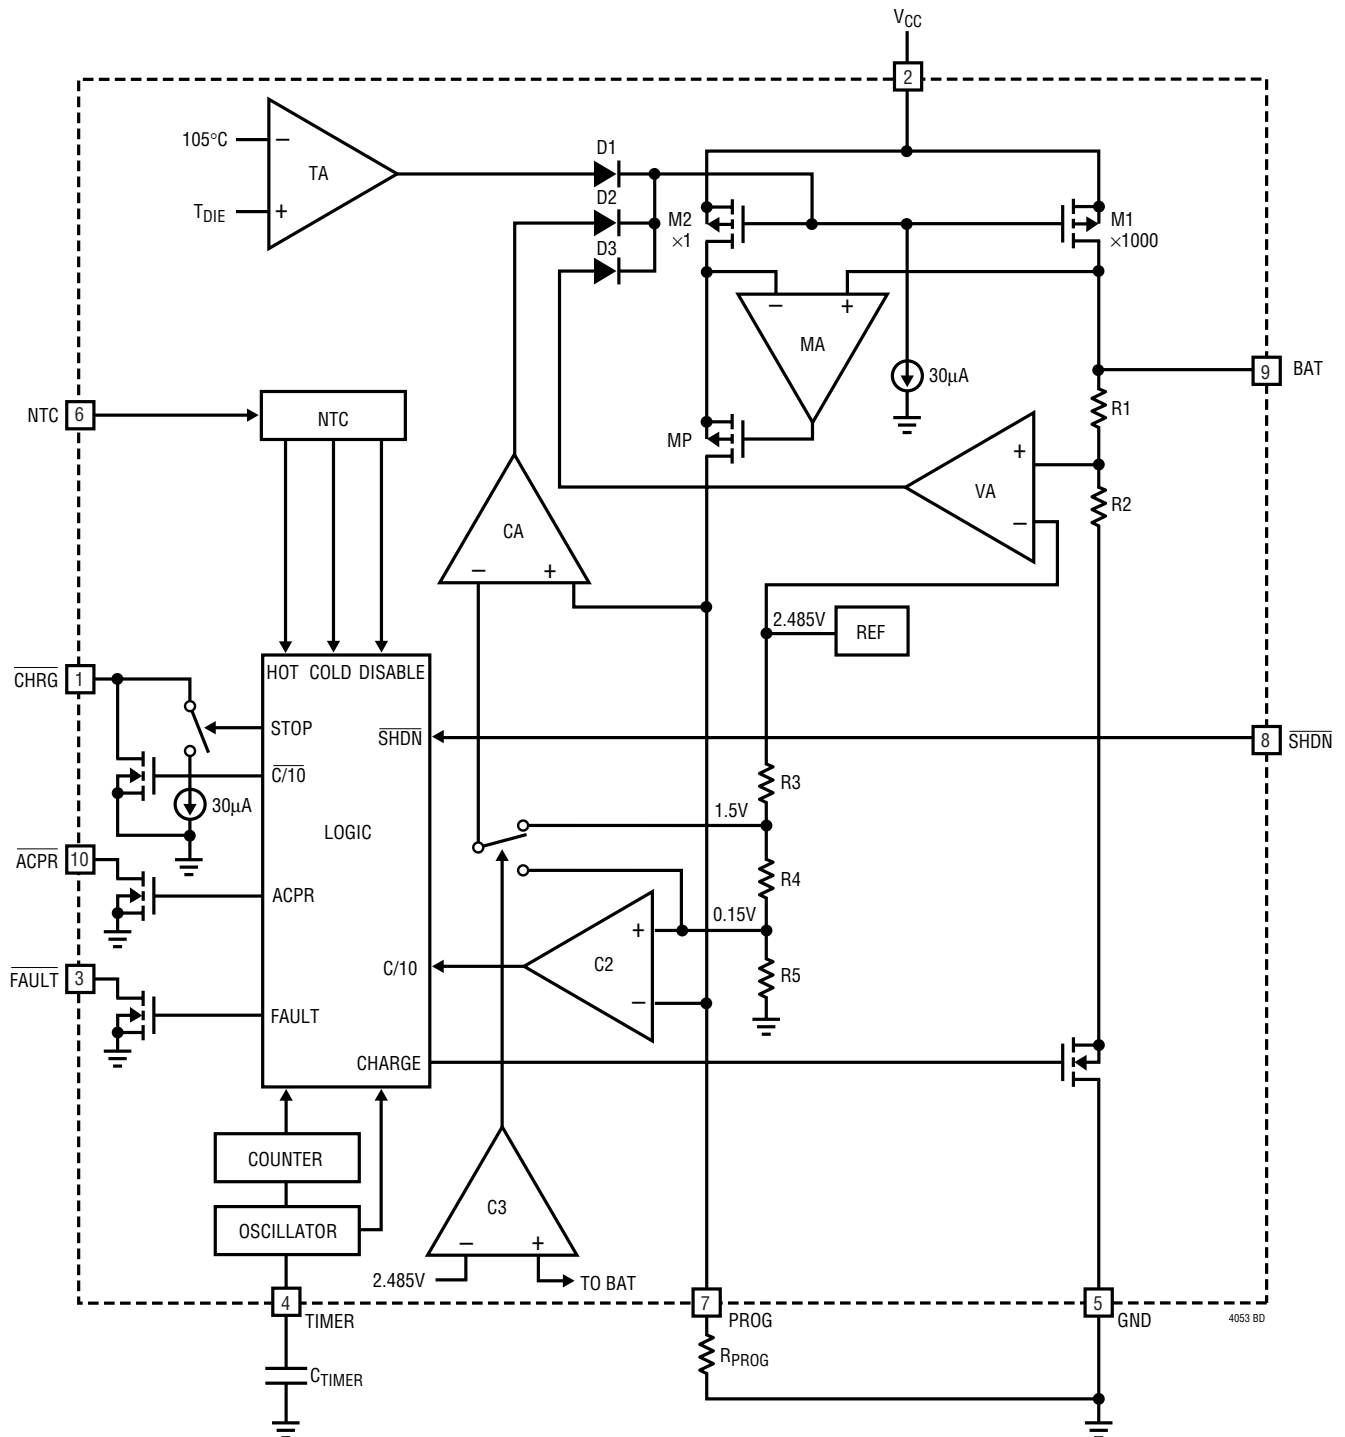 VCC
2
105°C
−
TA
TDIE
+
D1
D2
D3
M2
×1
M1
×1000
−
+
MA
30µA
9
BAT
R1
NTC
6
NTC
MP
+
VA
−
R2
CA
−
+
2.485V
REF
CHRG
1
HOT
COLD
DISABLE
STOP
SHDN
8
SHDN
C/10
30µA
R3
1.5V
LOGIC
ACPR
10
ACPR
R4
0.15V
+
C/10
C2
−
R5
FAULT
3
FAULT
CHARGE
COUNTER
OSCILLATOR
C3
−
+
2.485V
TO BAT
4
TIMER
7
PROG
5
GND
4053 BD
RPROG
CTIMER